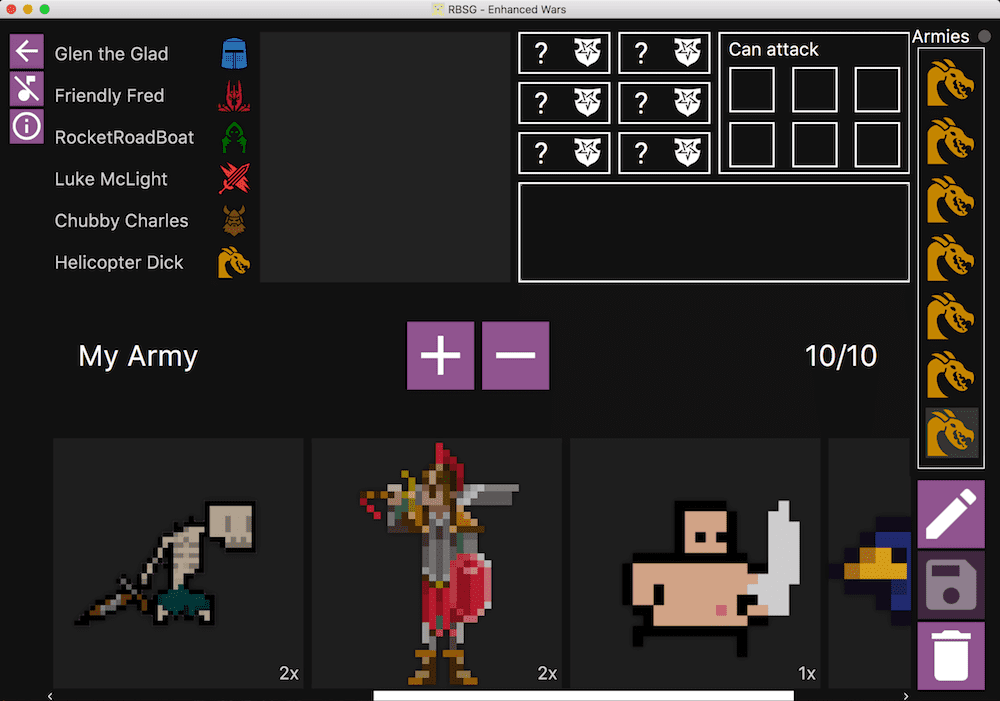 RBSG - Enhanced Wars
Glen the Glad
Friendly Fred
RocketRoadBoat
Luke McLight
Chubby Charles
Helicopter Dick
? ?
? ?
? ?
Can attack
Armies
My Army
10/10
2x
2x
1x